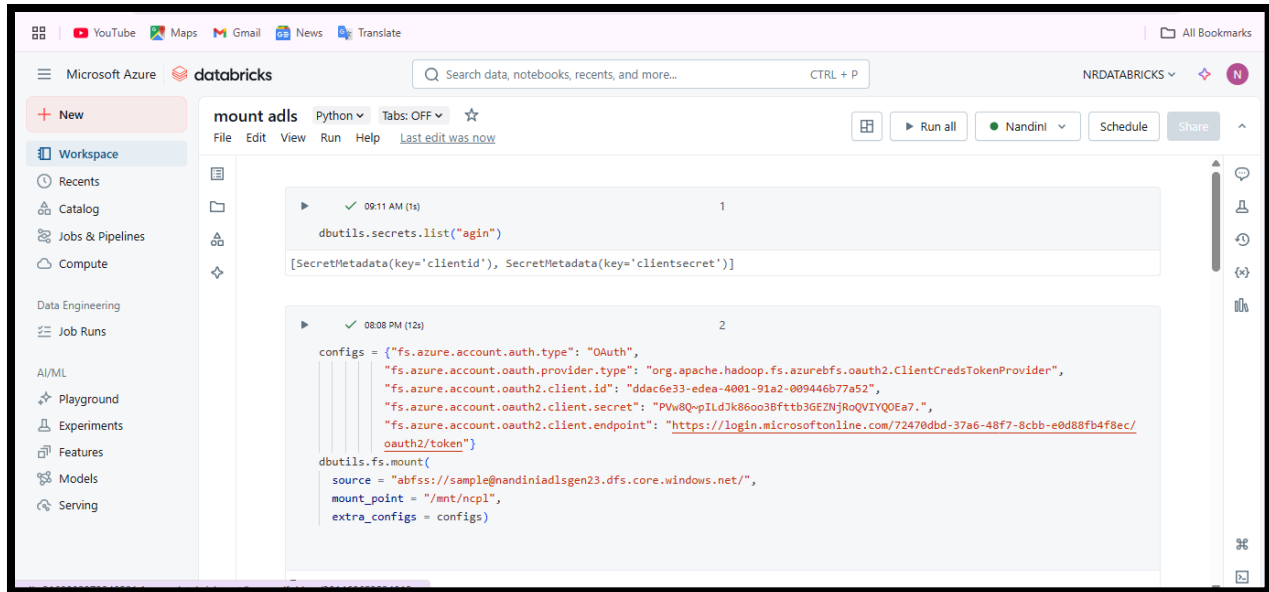 YouTube Maps Gmail News Translate All Bookmarks
Microsoft Azure databricks Search data, notebooks, recents, and more... CTRL + P NRDATABRICKS N
New
Workspace
Recents
Catalog
Jobs & Pipelines
Compute
Data Engineering
Job Runs
AI/ML
Playground
Experiments
Features
Models
Serving
mount adls Python Tabs: OFF
File Edit View Run Help Last edit was now
Run all NandinI Schedule Share
09:11 AM (1s) 1
dbutils.secrets.list("agin")
[SecretMetadata(key='clientid'), SecretMetadata(key='clientsecret')]
08:08 PM (12s) 2
configs = {"fs.azure.account.auth.type": "OAuth",
"fs.azure.account.oauth.provider.type": "org.apache.hadoop.fs.azurebfs.oauth2.ClientCredsTokenProvider",
"fs.azure.account.oauth2.client.id": "ddac6e33-edea-4001-91a2-009446b77a52",
"fs.azure.account.oauth2.client.secret": "PVw8Q~pILdJk86oo3Bfttb3GEZNjRoQVIYQOEa7.",
"fs.azure.account.oauth2.client.endpoint": "https://login.microsoftonline.com/72470dbd-37a6-48f7-8cbb-e0d88fb4f8ec/
oauth2/token"}
dbutils.fs.mount(
source = "abfss://sample@nandiniadlsgen23.dfs.core.windows.net/",
mount_point = "/mnt/ncpl",
extra_configs = configs)